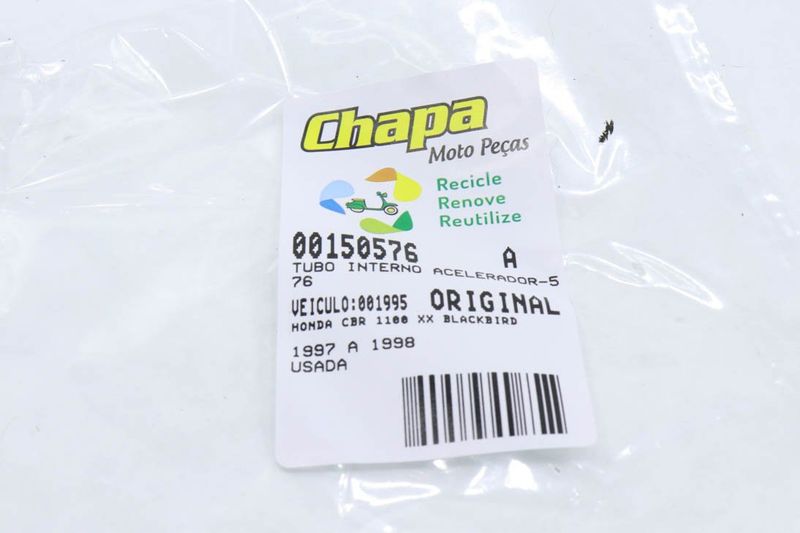 Chapa
Moto Peças
Recicle
Renove
Reutilize
00150576 A
TUBO INTERNO ACELERADOR-5
76
VEICULO:001995 ORIGINAL
HONDA CBR 1100 XX BLACKBIRD
1997 A 1998
USADA